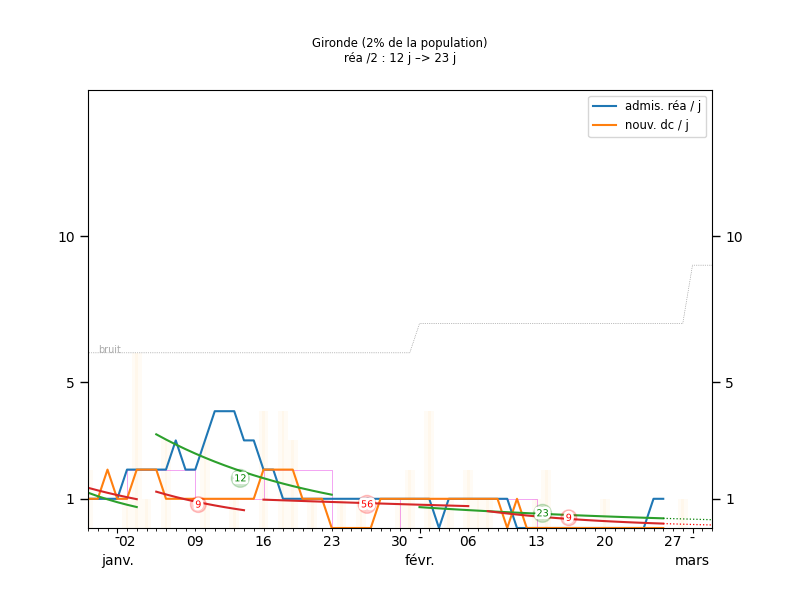 Gironde (2% de la population)
réa /2 : 12 j –> 23 j
admis. réa / j
nouv. dc / j
10 10
bruit
5 5
12
9
56
23
9
1 1
02 09 16 23 30 06 13 20 27
janv. févr. mars